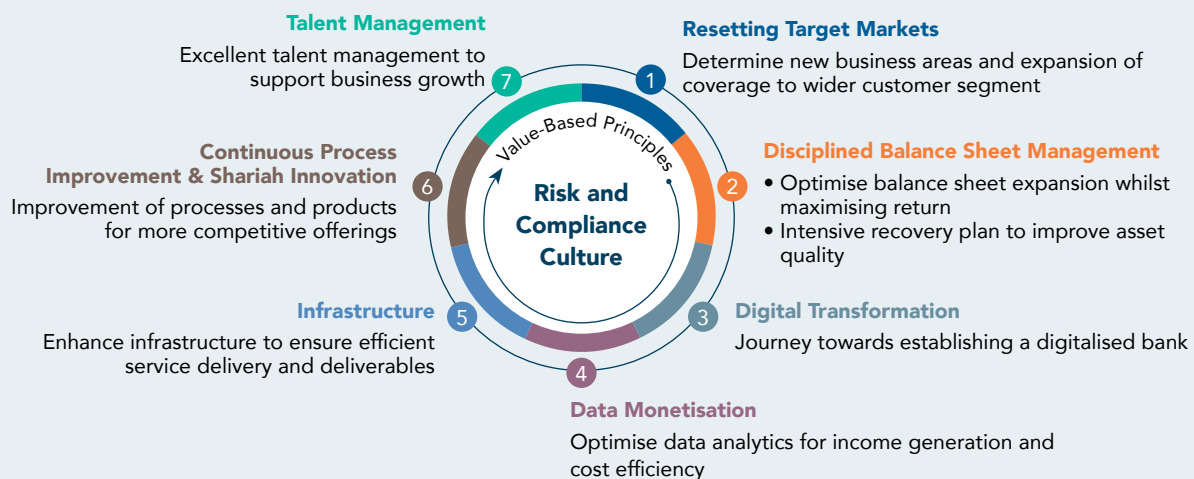 Talent Management
Excellent talent management to
support business growth
7
1
Resetting Target Markets
Determine new business areas and expansion of
coverage to wider customer segment
Value-Based Principles
Risk and
Compliance
Culture
2
Disciplined Balance Sheet Management
• Optimise balance sheet expansion whilst
maximising return
• Intensive recovery plan to improve asset
quality
3
Digital Transformation
Journey towards establishing a digitalised bank
4
Data Monetisation
Optimise data analytics for income generation and
cost efficiency
5
Infrastructure
Enhance infrastructure to ensure efficient
service delivery and deliverables
6
Continuous Process
Improvement & Shariah Innovation
Improvement of processes and products
for more competitive offerings